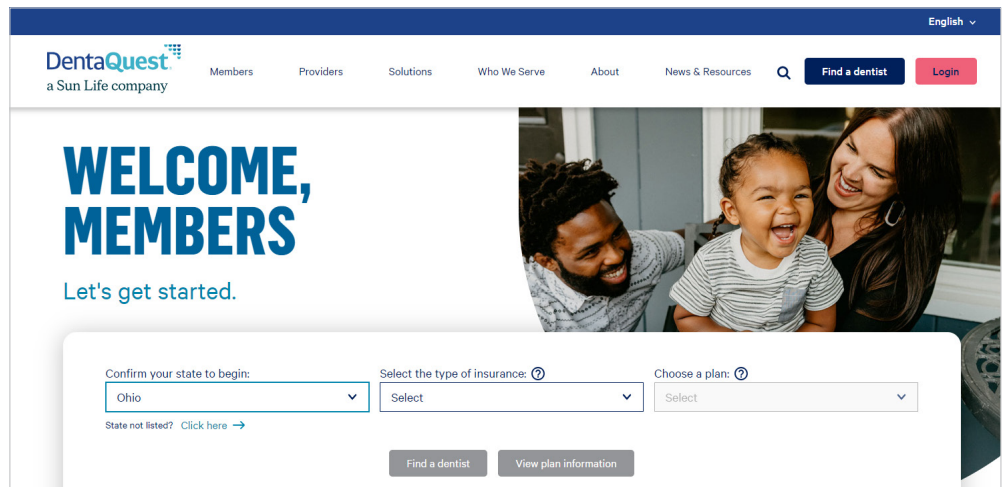 English
DentaQuest
a Sun Life company
Members Providers Solutions Who We Serve About News & Resources Find a dentist Login
WELCOME,
MEMBERS
Let's get started.
Confirm your state to begin: Select the type of insurance: ? Choose a plan: ?
Ohio Select Select
State not listed? Click here →
Find a dentist View plan information